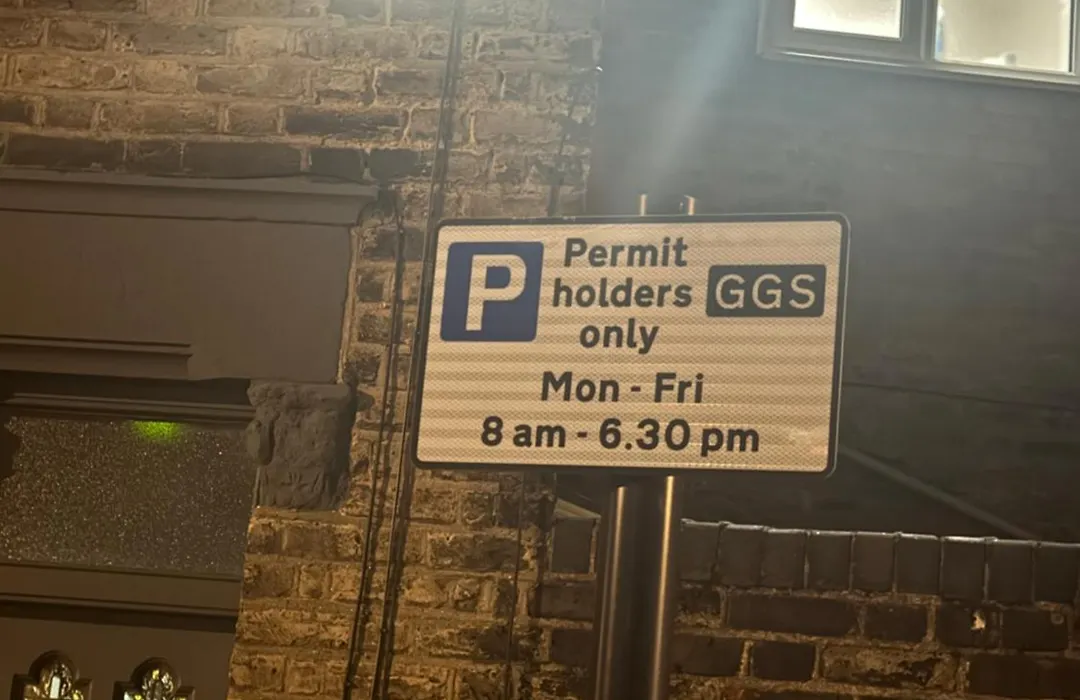 P Permit
holders GGS
only
Mon - Fri
8 am - 6.30 pm